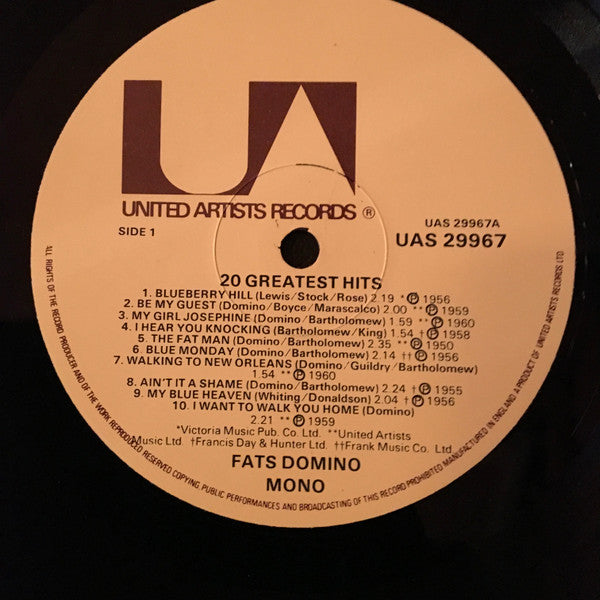 UA
UNITED ARTISTS RECORDS ®
SIDE 1
UAS 29967A
UAS 29967
20 GREATEST HITS
1. BLUEBERRY HILL (Lewis/Stock/Rose) 2.19 * ℗ 1956
2. BE MY GUEST (Domino/Boyce/Marascalco) 2.00 ** ℗ 1959
3. MY GIRL JOSEPHINE (Domino/Bartholomew) 1 59 ** ℗ 1960
4. I HEAR YOU KNOCKING (Bartholomew/King) 1.54 † ℗ 1958
5. THE FAT MAN (Domino/Bartholomew) 2.35 ** ℗ 1950
6. BLUE MONDAY (Domino/Bartholomew) 2.14 †† ℗ 1956
7. WALKING TO NEW ORLEANS (Domino/Guildry/Bartholomew)
1.54 ** ℗ 1960
8. AIN'T IT A SHAME (Domino/Bartholomew) 2.24 † ℗ 1955
9. MY BLUE HEAVEN (Whiting/Donaldson) 2.04 † ℗ 1956
10. I WANT TO WALK YOU HOME (Domino)
2.21 ** ℗ 1959
*Victoria Music Pub. Co. Ltd. **United Artists
Music Ltd. †Francis Day & Hunter Ltd. ††Frank Music Co. Ltd.
FATS DOMINO
MONO
ALL RIGHTS OF THE RECORD PRODUCER AND OF THE WORK REPRODUCED RESERVED COPYING PUBLIC PERFORMANCES AND BROADCASTING OF THIS RECORD PROHIBITED MANUFACTURED IN ENGLAND A PRODUCT OF UNITED ARTISTS RECORDS LTD.